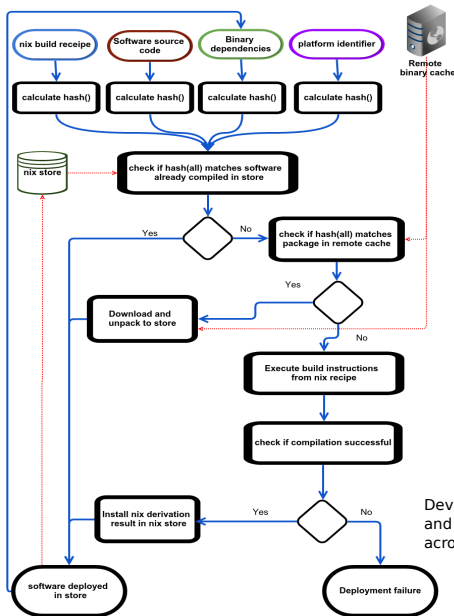 nix build receipe
Software source
code
Binary
dependencies
platform identifier
Remote
binary cache
calculate hash()
calculate hash()
calculate hash()
calculate hash()
nix store
check if hash(all) matches software
already compiled in store
Yes
No
check if hash(all) matches
package in remote cache
Yes
Download and
unpack to store
No
Execute build instructions
from nix recipe
check if compilation successful
Install nix derivation
result in nix store
Yes
No
Dev
and
acro
software deployed
in store
Deployment failure